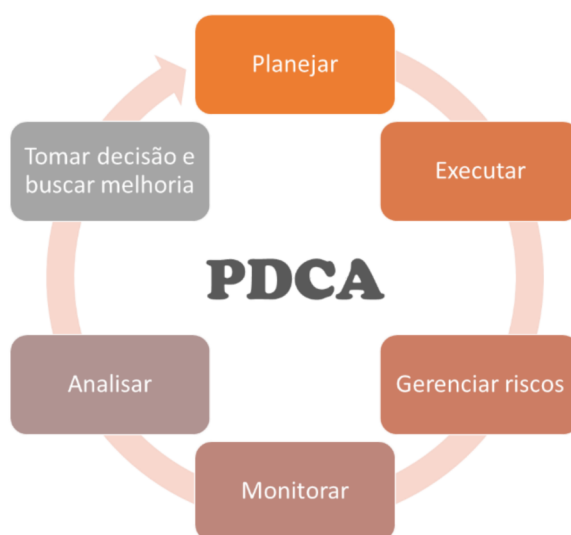 Planejar
Executar
Gerenciar riscos
Monitorar
Analisar
Tomar decisão e
buscar melhoria
PDCA